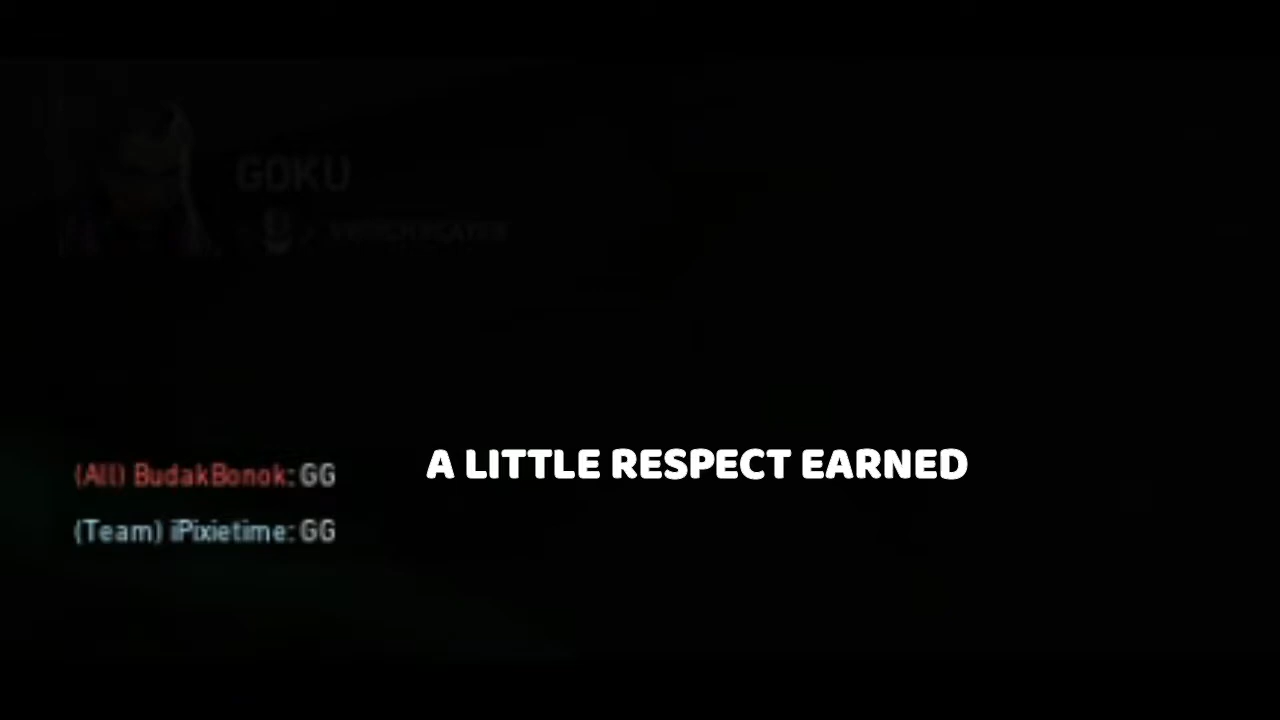 GOKU
(All) BudakBonok: GG
A LITTLE RESPECT EARNED
(Team) iPixietime: GG